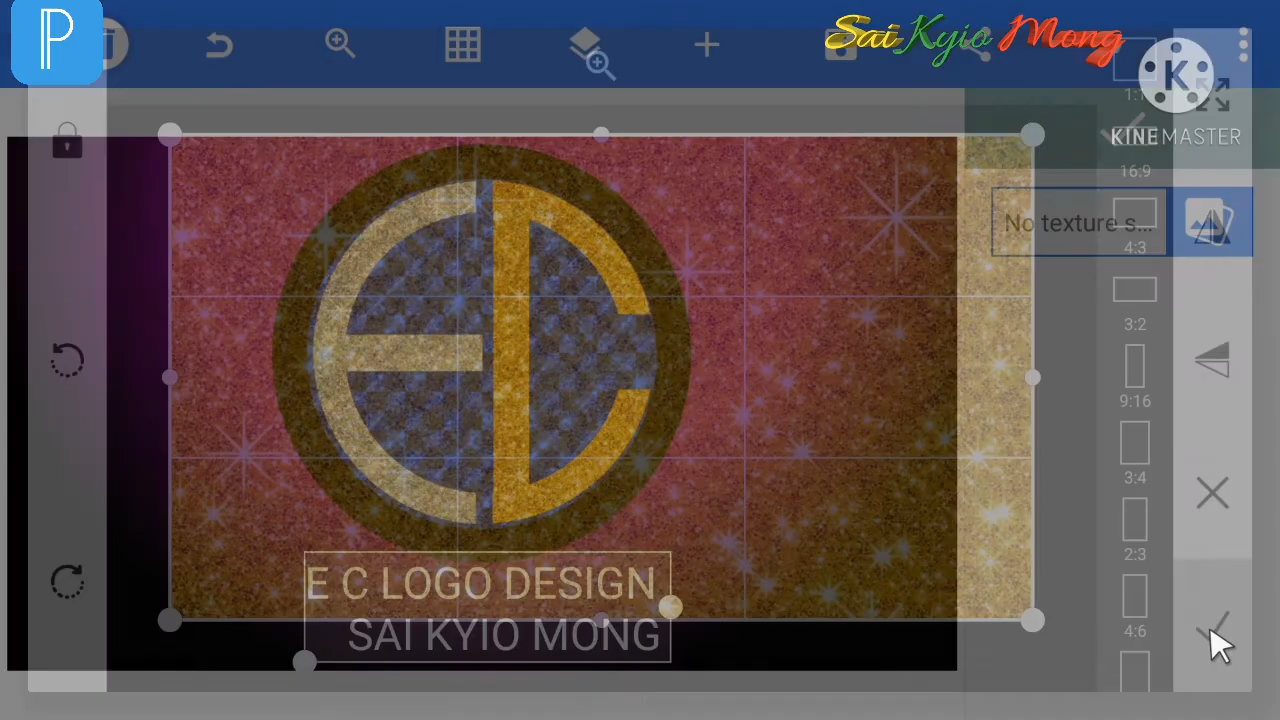 P
Sai Kyio Mong
K
KINEMASTER
1:1
16:9
No texture s...
4:3
3:2
9:16
3:4
2:3
4:6
EC
E C LOGO DESIGN
SAI KYIO MONG